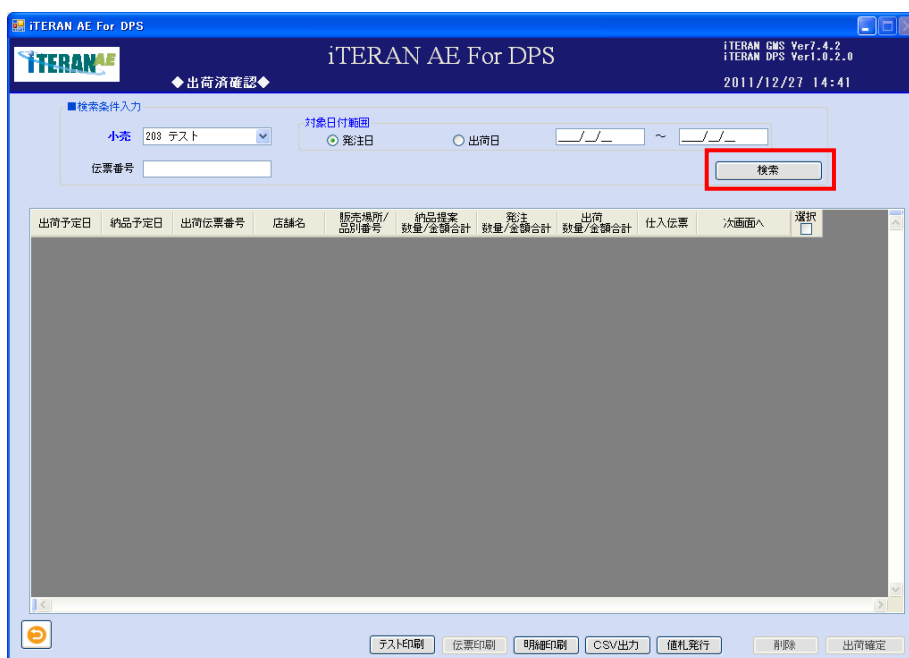 iTERAN AE For DPS
iTERAN AE
iTERAN AE For DPS
iTERAN GMS Ver7.4.2
iTERAN DPS Ver1.0.2.0
◆出荷済確認◆
2011/12/27 14:41
■検索条件入力
小売 203 テスト
対象日付範囲
発注日 出荷日 __/_/_ ～ __/_/_
伝票番号
検索
出荷予定日 納品予定日 出荷伝票番号 店舗名 販売場所/品別番号 納品提案数量/金額合計 発注数量/金額合計 出荷数量/金額合計 仕入伝票 次画面へ 選択
テスト印刷 伝票印刷 明細印刷 CSV出力 値札発行 削除 出荷確定